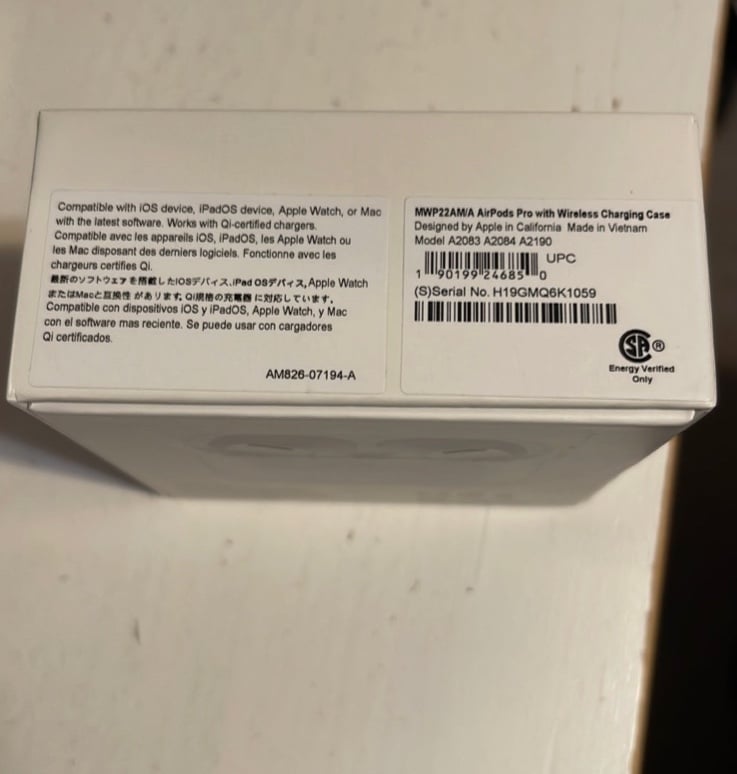 Compatible with iOS device, iPadOS device, Apple Watch, or Mac
with the latest software. Works with Qi-certified chargers.
Compatible avec les appareils iOS, iPadOS, les Apple Watch ou
les Mac disposant des derniers logiciels. Fonctionne avec les
chargeurs certifies Qi.
最新のソフトウェアを搭載したiOSデバイス、iPad OSデバイス, Apple Watch
またはMacと互換性 があります。Qi規格の充電器 に対応しています。
Compatible con dispositivos iOS y iPadOS, Apple Watch, y Mac
con el software mas reciente. Se puede usar con cargadores
Qi certificados.
AM826-07194-A
MWP22AM/A AirPods Pro with Wireless Charging Case
Designed by Apple in California Made in Vietnam
Model A2083 A2084 A2190
UPC
1 90199 24685 0
(S)Serial No. H19GMQ6K1059
SA ®
Energy Verified
Only